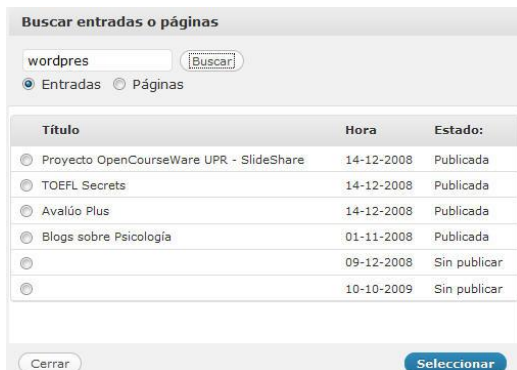 Buscar entradas o páginas
wordpres Buscar
Entradas Páginas
Título Hora Estado:
Proyecto OpenCourseWare UPR - SlideShare 14-12-2008 Publicada
TOEFL Secrets 14-12-2008 Publicada
Avalúo Plus 14-12-2008 Publicada
Blogs sobre Psicología 01-11-2008 Publicada
09-12-2008 Sin publicar
10-10-2009 Sin publicar
Cerrar Seleccionar